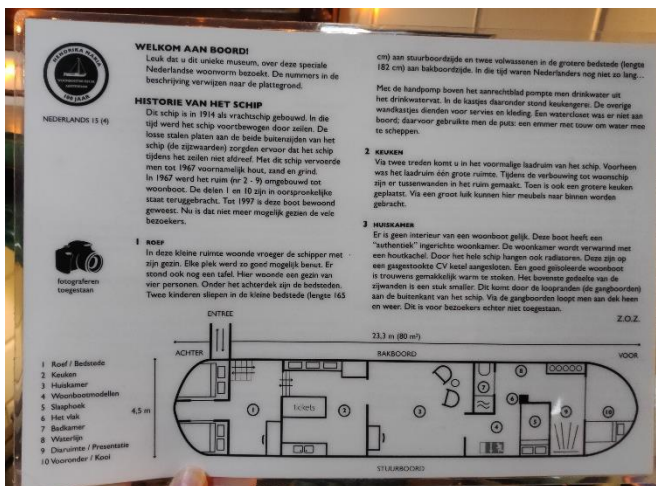 HENDRIKA MARIA
100 JAAR
NEDERLANDS 15 (4)
WELKOM AAN BOORD!
Leuk dat u dit unieke museum, over deze speciale
Nederlandse woonvorm bezoekt. De nummers in de
beschrijving verwijzen naar de plattegrond.
HISTORIE VAN HET SCHIP
Dit schip is in 1914 als vrachtschip gebouwd. In die
tijd werd het schip voortbewogen door zeilen. De
losse stalen platen aan de beide buitenzijden van het
schip (de zijzwaarden) zorgden ervoor dat het schip
tijdens het zeilen niet afdreef. Met dit schip vervoerde
men tot 1967 voornamelijk hout, zand en grind.
In 1967 werd het ruim (nr 2 - 9) omgebouwd tot
woonboot. De delen 1 en 10 zijn in oorspronkelijke
staat teruggebracht. Tot 1997 is deze boot bewoond
geweest. Nu is dat niet meer mogelijk gezien de vele
bezoekers.
fotograferen
toegestaan
1 ROEF
In deze kleine ruimte woonde vroeger de schipper met
zijn gezin. Elke plek werd zo goed mogelijk benut. Er
stond ook nog een tafel. Hier woonde een gezin van
vier personen. Onder het achterdek zijn de bedsteden.
Twee kinderen sliepen in de kleine bedstede (lengte 165
cm) aan stuurboordzijde en twee volwassenen in de grotere bedstede (lengte
182 cm) aan bakboordzijde. In die tijd waren Nederlanders nog niet zo lang...
Met de handpomp boven het aanrechtblad pompte men drinkwater uit
het drinkwatervat. In de kastjes daaronder stond keukengerei. De overige
wandkastjes dienden voor servies en kleding. Een watercloset was er niet aan
boord; daarvoor gebruikte men de puts: een emmer met touw om water mee
te scheppen.
2 KEUKEN
Via twee treden komt u in het voormalige laadruim van het schip. Voorheen
was het laadruim één grote ruimte. Tijdens de verbouwing tot woonschip
zijn er tussenwanden in het ruim gemaakt. Toen is ook een grotere keuken
geplaatst. Via een groot luik kunnen hier meubels naar binnen worden
gebracht.
3 HUISKAMER
Er is geen interieur van een woonboot gelijk. Deze boot heeft een
"authentiek" ingerichte woonkamer. De woonkamer wordt verwarmd met
een houtkachel. Door het hele schip hangen ook radiatoren. Deze zijn op
een gasgestookte CV ketel aangesloten. Een goed geïsoleerde woonboot
is trouwens gemakkelijk warm te stoken. Het bovenste gedeelte van de
zijwanden is een stuk smaller. Dit komt door de loopranden (de gangboorden)
aan de buitenkant van het schip. Via de gangboorden loopt men aan dek heen
en weer. Dit is voor bezoekers echter niet toegestaan.
Z.O.Z.
ENTREE
23,3 m (80 m²)
ACHTER
BAKBOORD
VOOR
1 Roef / Bedstede
2 Keuken
3 Huiskamer
4 Woonbootmodellen
5 Slaaphoek
6 Het vlak
7 Badkamer
8 Waterlijn
9 Diaruimte / Presentatie
10 Vooronder / Kooi
4,5 m
1
tickets
2
3
7
4
6
8
5
9
10
STUURBOORD